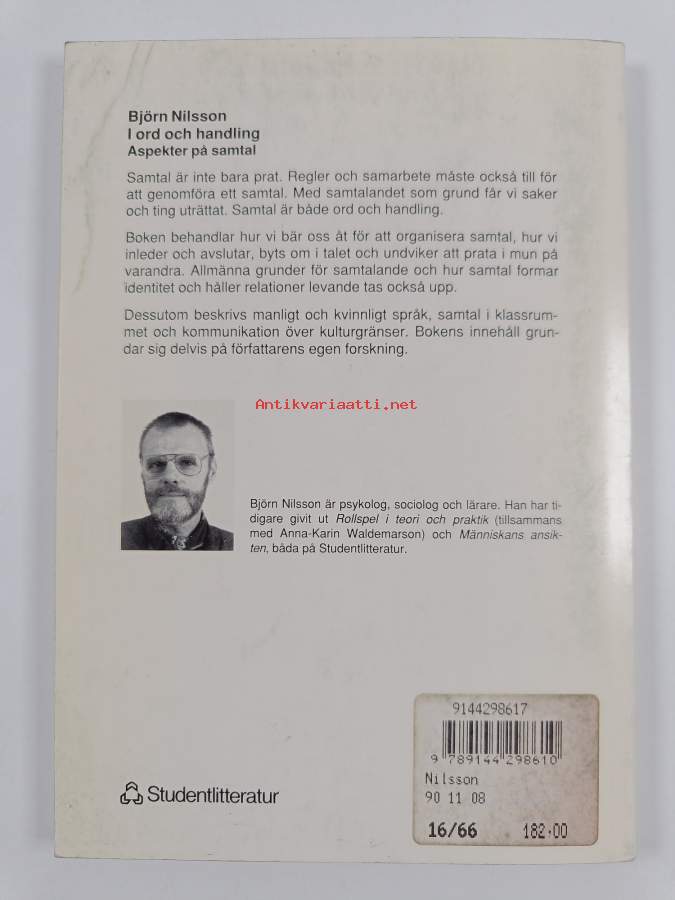 Björn Nilsson
I ord och handling
Aspekter på samtal
Samtal är inte bara prat. Regler och samarbete måste också till för
att genomföra ett samtal. Med samtalandet som grund får vi saker
och ting uträttat. Samtal är både ord och handling.
Boken behandlar hur vi bär oss åt för att organisera samtal, hur vi
inleder och avslutar, byts om i talet och undviker att prata i mun på
varandra. Allmänna grunder för samtalande och hur samtal formar
identitet och håller relationer levande tas också upp.
Dessutom beskrivs manligt och kvinnligt språk, samtal i klassrum-
met och kommunikation över kulturgränser. Bokens innehåll grun-
dar sig delvis på författarens egen forskning.
Antikvariaatti.net
Björn Nilsson är psykolog, sociolog och lärare. Han har ti-
digare givit ut Rollspel i teori och praktik (tillsammans
med Anna-Karin Waldemarson) och Människans ansik-
ten, båda på Studentlitteratur.
9144298617
9 789144 298610
Nilsson
90 11 08
16/66 182.00
Studentlitteratur